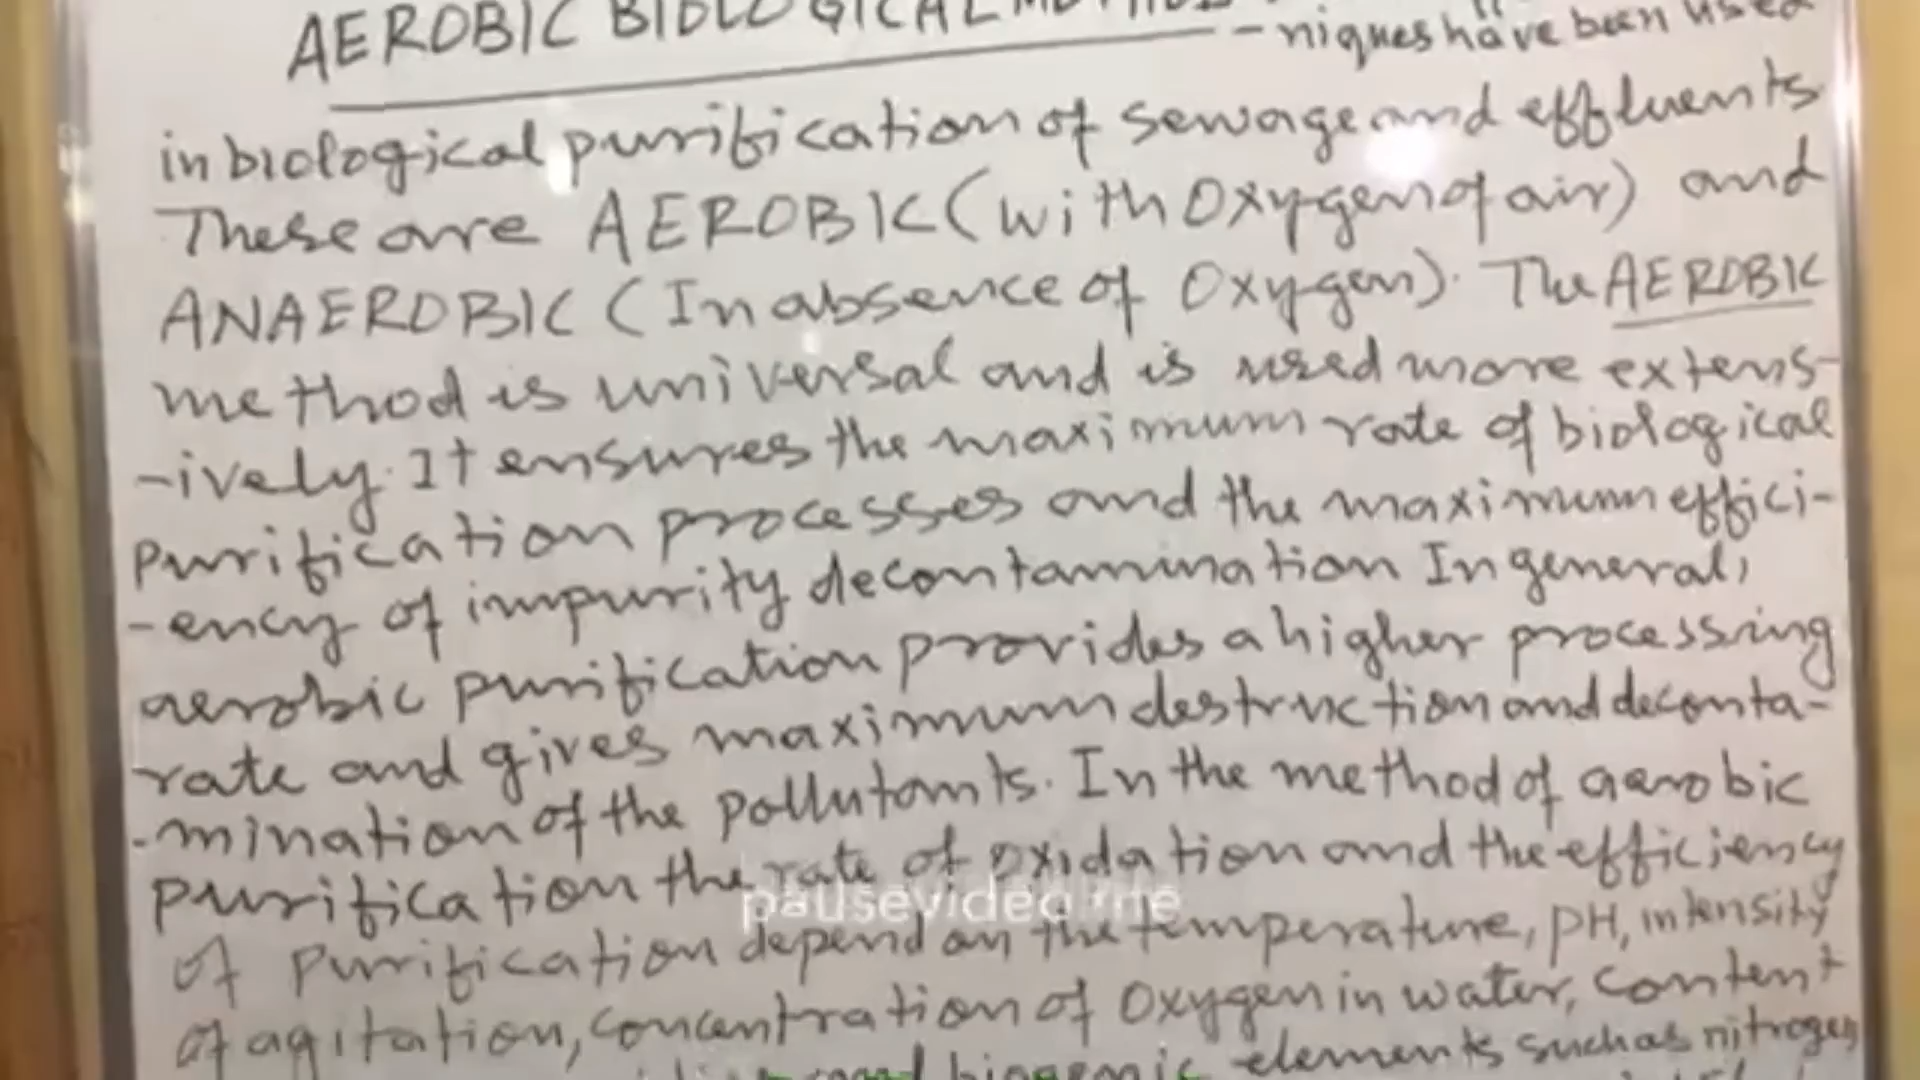 AEROBIC BIOLOGICAL
-niques have been used
in biological purification of sewage and effluents
These are AEROBIC (with Oxygen of air) and
ANAEROBIC (In absence of Oxygen). The AEROBIC
method is universal and is used more extens-
-ively. It ensures the maximum rate of biological
purification processes and the maximum effici-
-ency of impurity decontamination In general,
aerobic purification provides a higher processing
rate and gives maximum destruction and deconta-
-mination of the pollutants. In the method of aerobic
purification the rate of oxidation and the efficiency
pausevideo.me
of purification depend on the temperature, pH, intensity
of agitation, concentration of Oxygen in water, content
and biogenic elements such as nitrogen